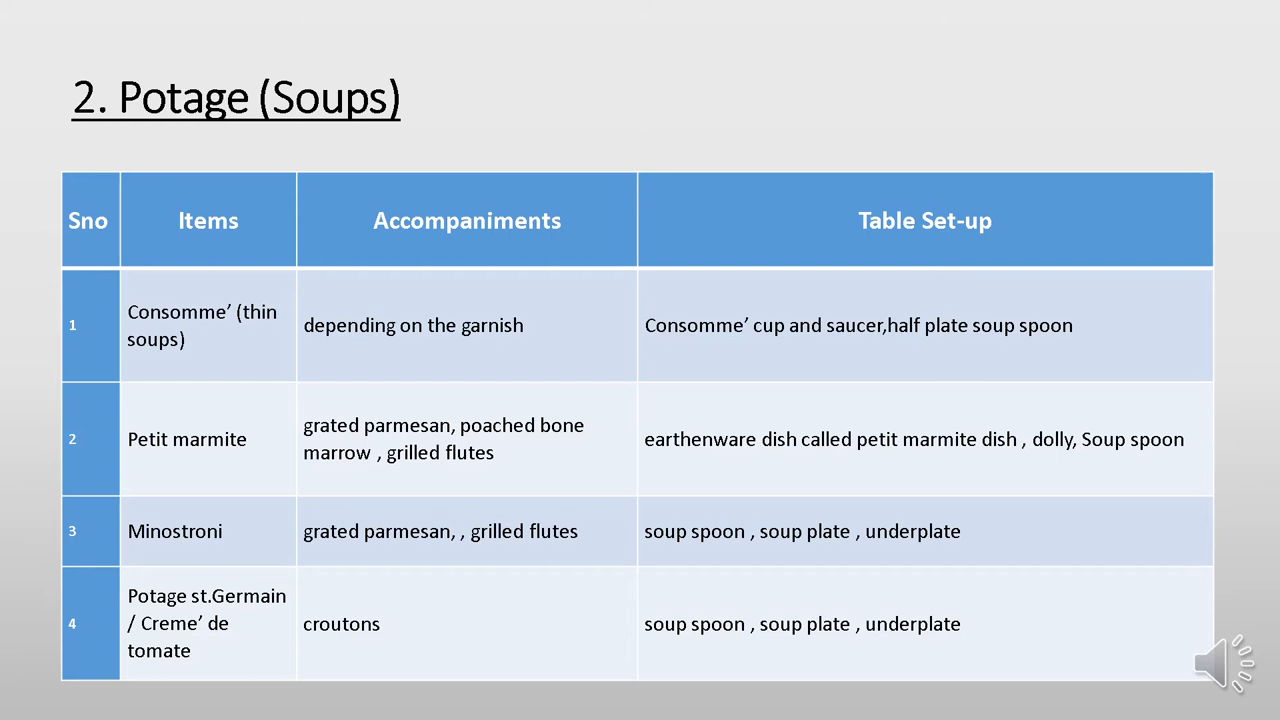 2. Potage (Soups)
Sno Items Accompaniments Table Set-up
1 Consomme’ (thin soups) depending on the garnish Consomme’ cup and saucer,half plate soup spoon
2 Petit marmite grated parmesan, poached bone marrow , grilled flutes earthenware dish called petit marmite dish , dolly, Soup spoon
3 Minostroni grated parmesan, , grilled flutes soup spoon , soup plate , underplate
4 Potage st.Germain / Creme’ de tomate croutons soup spoon , soup plate , underplate